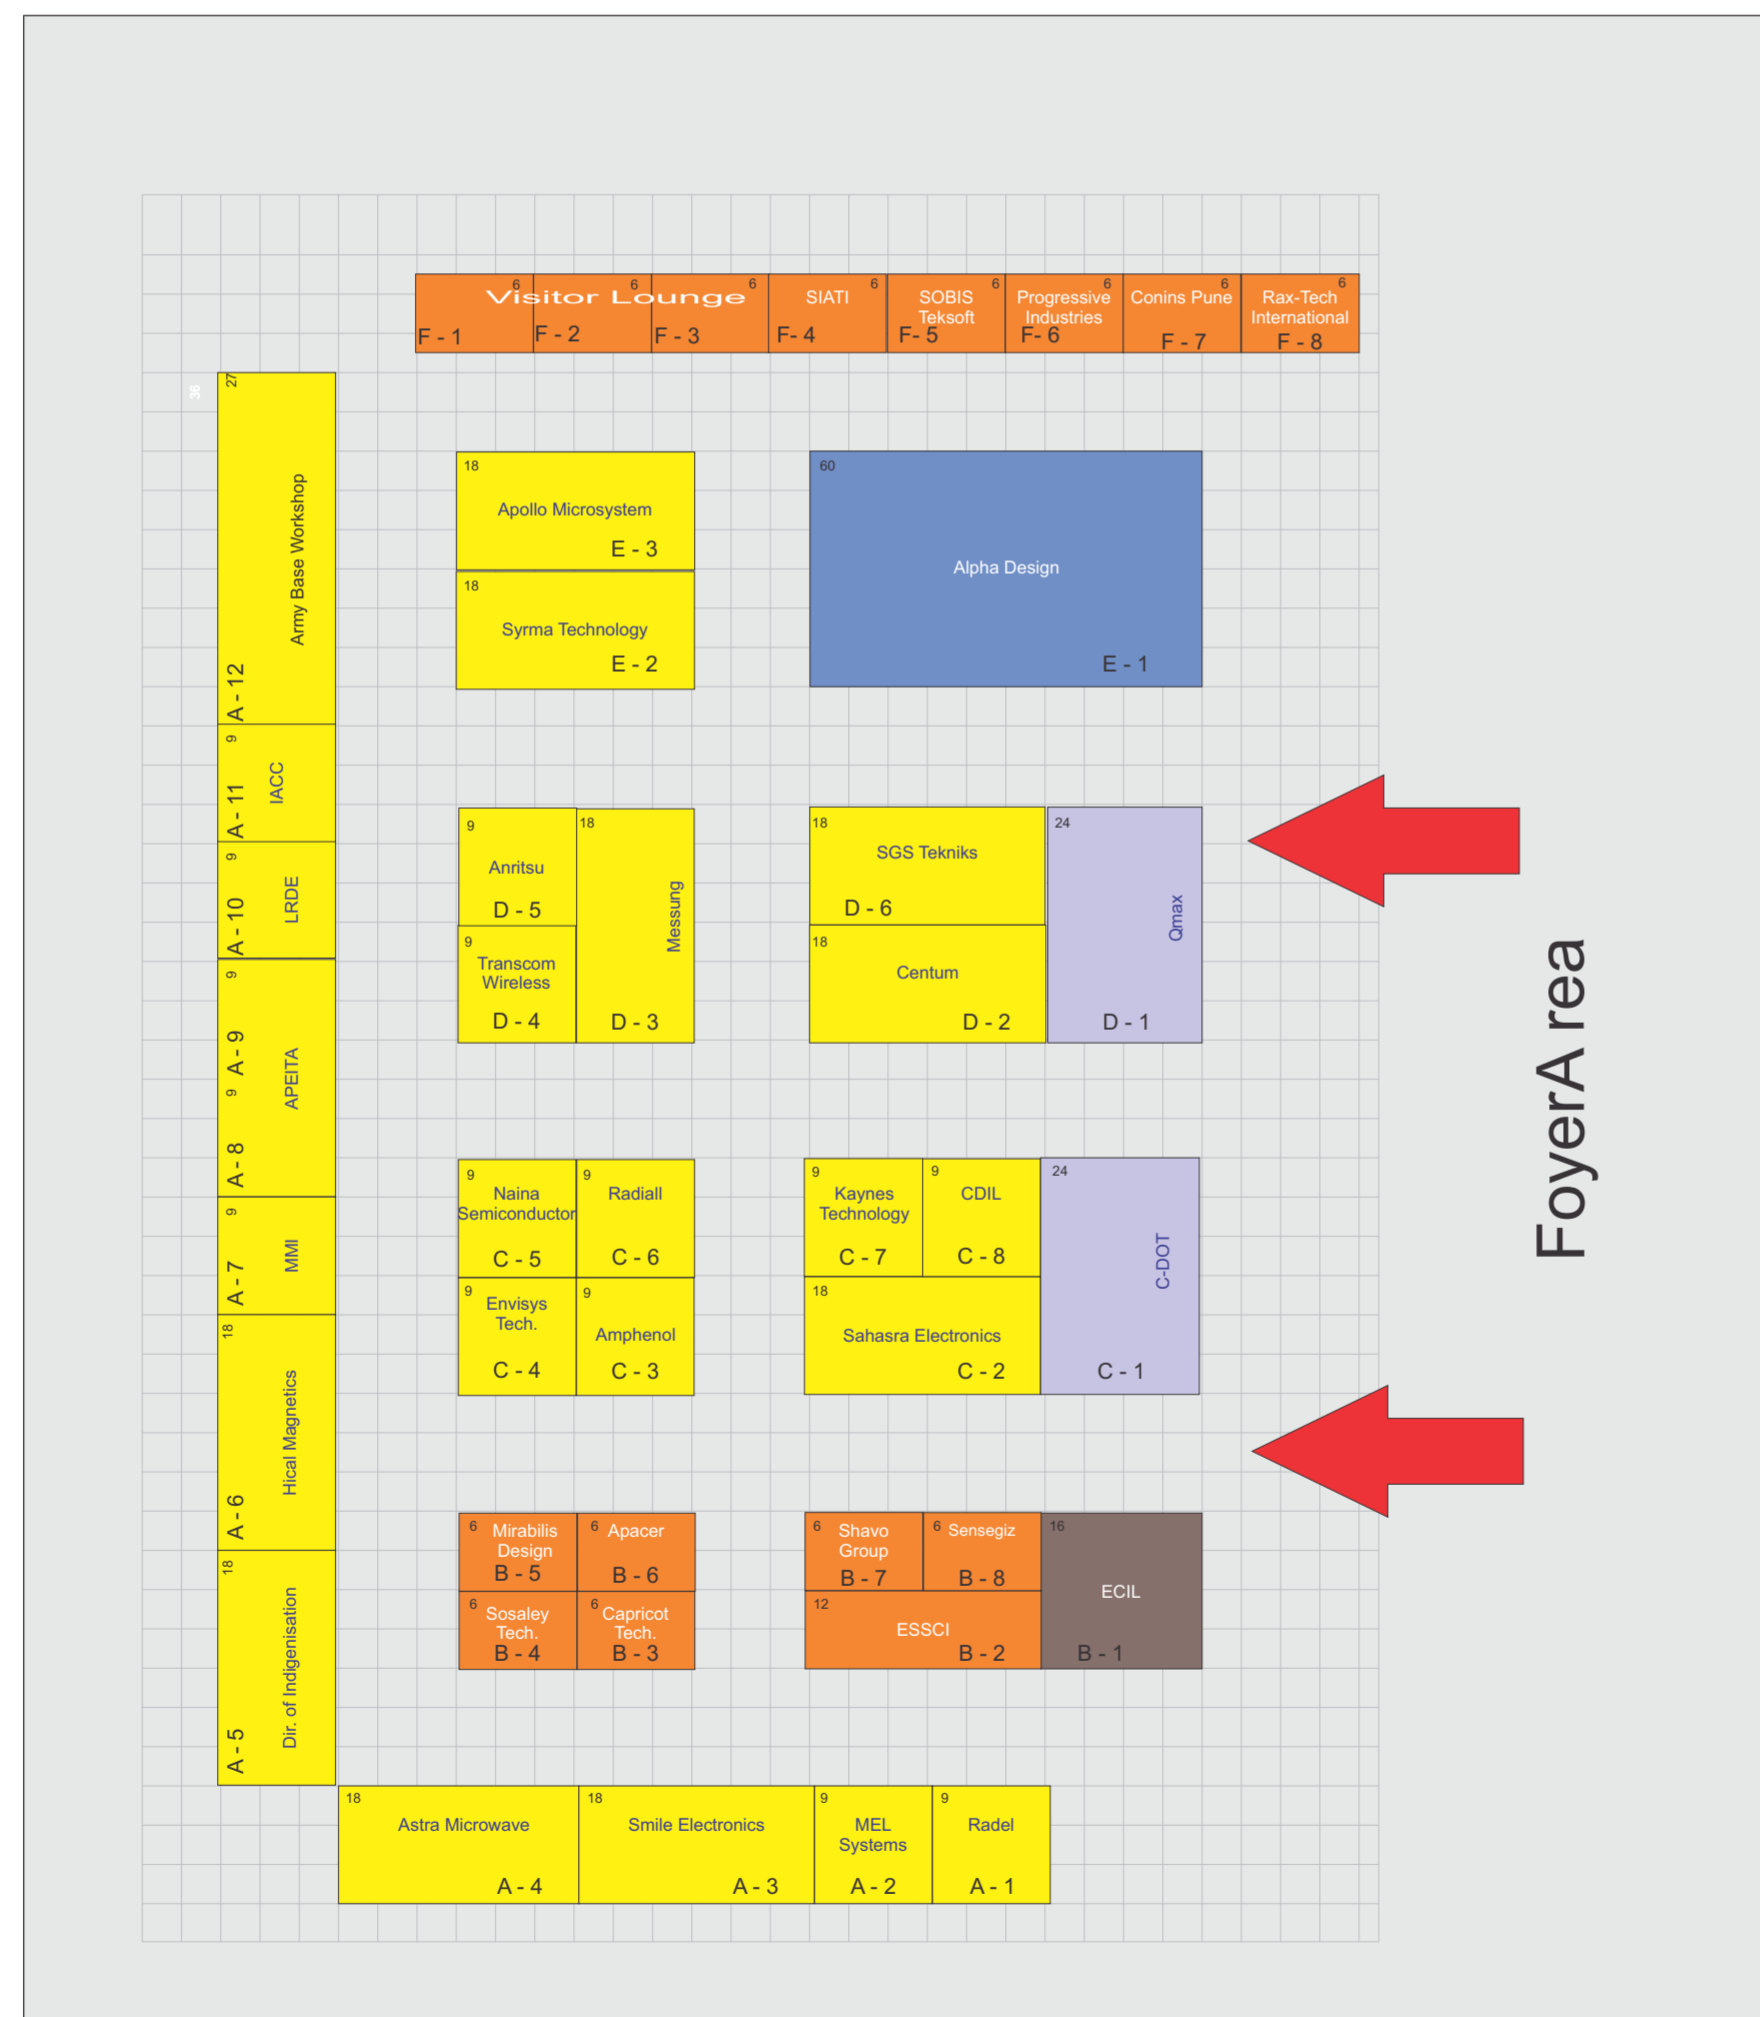 6
6
6
6
6
6
6
6
Visitor Lounge
SIATI
SOBIS
Teksoft
Progressive
Industries
Conins Pune
Rax-Tech
International
F - 1
F - 2
F - 3
F- 4
F- 5
F- 6
F - 7
F - 8
36
27
Army Base Workshop
A - 12
9
IACC
A - 11
9
LRDE
A - 10
9
A - 9
APEITA
9
A - 8
9
MMI
A - 7
18
Hical Magnetics
A - 6
18
Dir. of Indigenisation
A - 5
18
Apollo Microsystem
E - 3
18
Syrma Technology
E - 2
60
Alpha Design
E - 1
9
Anritsu
D - 5
18
Messung
D - 3
9
Transcom
Wireless
D - 4
18
SGS Tekniks
D - 6
18
Centum
D - 2
24
Qmax
D - 1
9
Naina
Semiconductor
C - 5
9
Radiall
C - 6
9
Envisys
Tech.
C - 4
9
Amphenol
C - 3
9
Kaynes
Technology
C - 7
9
CDIL
C - 8
18
Sahasra Electronics
C - 2
24
C-DOT
C - 1
6
Mirabilis
Design
B - 5
6
Apacer
B - 6
6
Sosaley
Tech.
B - 4
6
Capricot
Tech.
B - 3
6
Shavo
Group
B - 7
6
Sensegiz
B - 8
12
ESSCI
B - 2
16
ECIL
B - 1
18
Astra Microwave
A - 4
18
Smile Electronics
A - 3
9
MEL
Systems
A - 2
9
Radel
A - 1
FoyerA rea